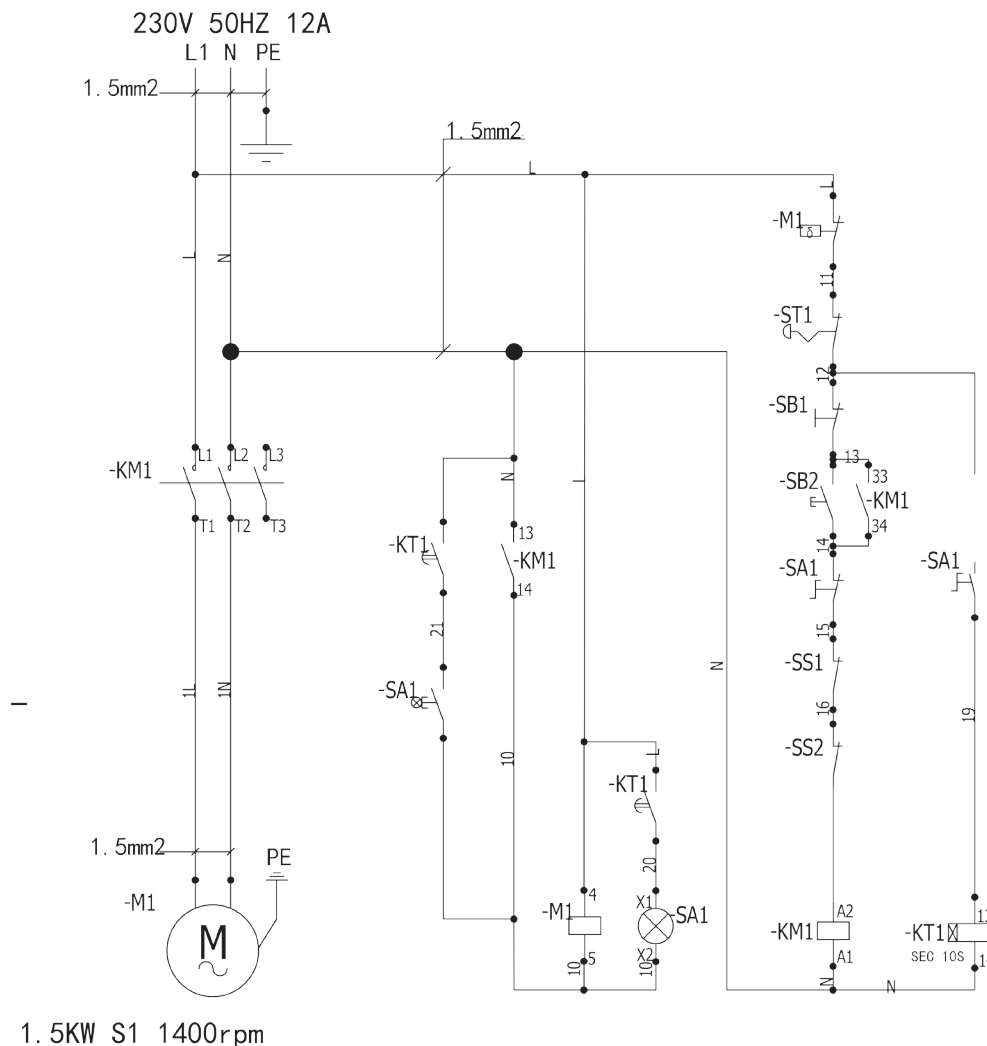 230V 50HZ 12A
L1 N PE
1.5mm2
1.5mm2
L
L
-M1
δ
11
L
N
-ST1
12
-SB1
L1
L2
L3
-KM1
13
33
-SB2
-KM1
34
N
L
T1
T2
T3
13
-KT1
-KM1
14
14
-SA1
-SA1
21
15
N
-SS1
1L
1N
-SA1
16
19
10
-SS2
L
-KT1
1.5mm2
PE
20
-M1
4
X1
-M1
-SA1
A2
-KM1
-KT1
SEC 10S
M
5
X2
A1
10
10
N
N
1.5KW S1 1400rpm